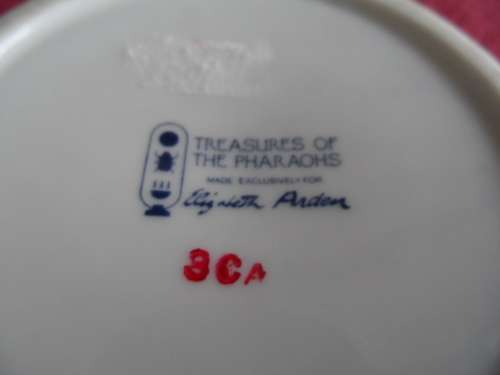 TREASURES OF
THE PHARAOHS
MADE EXCLUSIVELY FOR
Elizabeth Arden
3CA